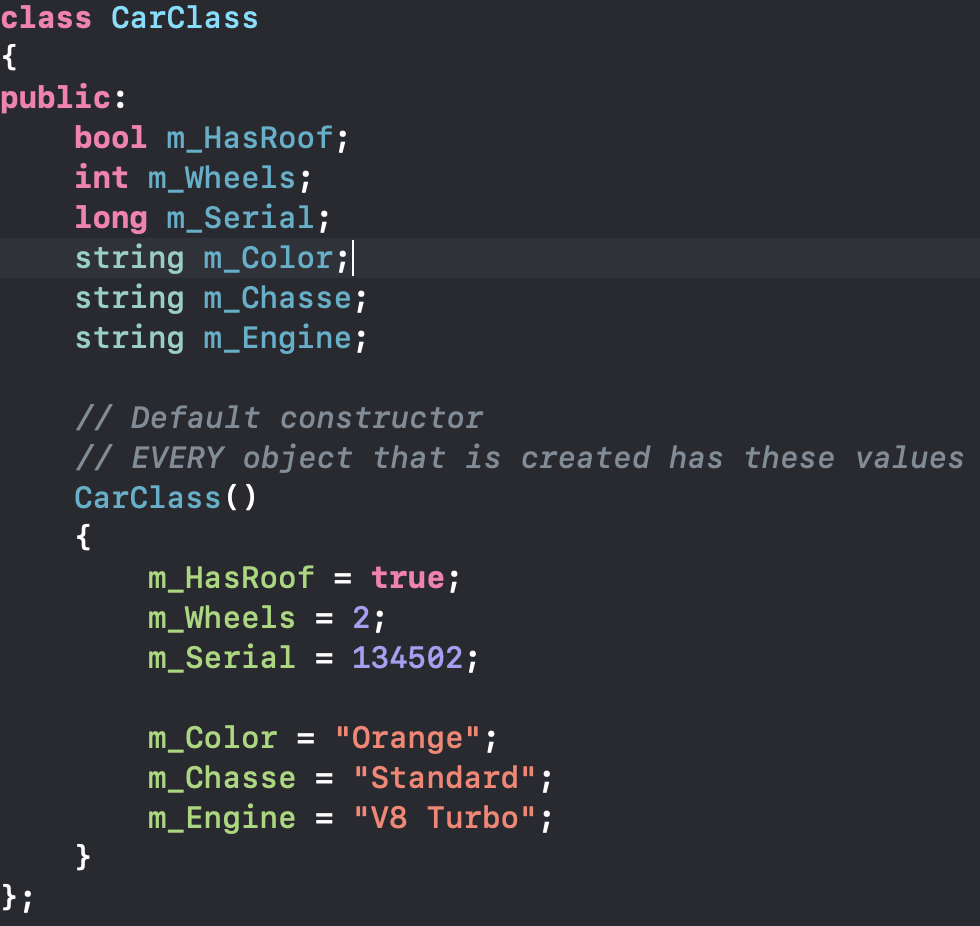 class CarClass
{
public:
    bool m_HasRoof;
    int m_Wheels;
    long m_Serial;
    string m_Color;
    string m_Chasse;
    string m_Engine;

    // Default constructor
    // EVERY object that is created has these values
    CarClass()
    {
        m_HasRoof = true;
        m_Wheels = 2;
        m_Serial = 134502;

        m_Color = "Orange";
        m_Chasse = "Standard";
        m_Engine = "V8 Turbo";
    }
};